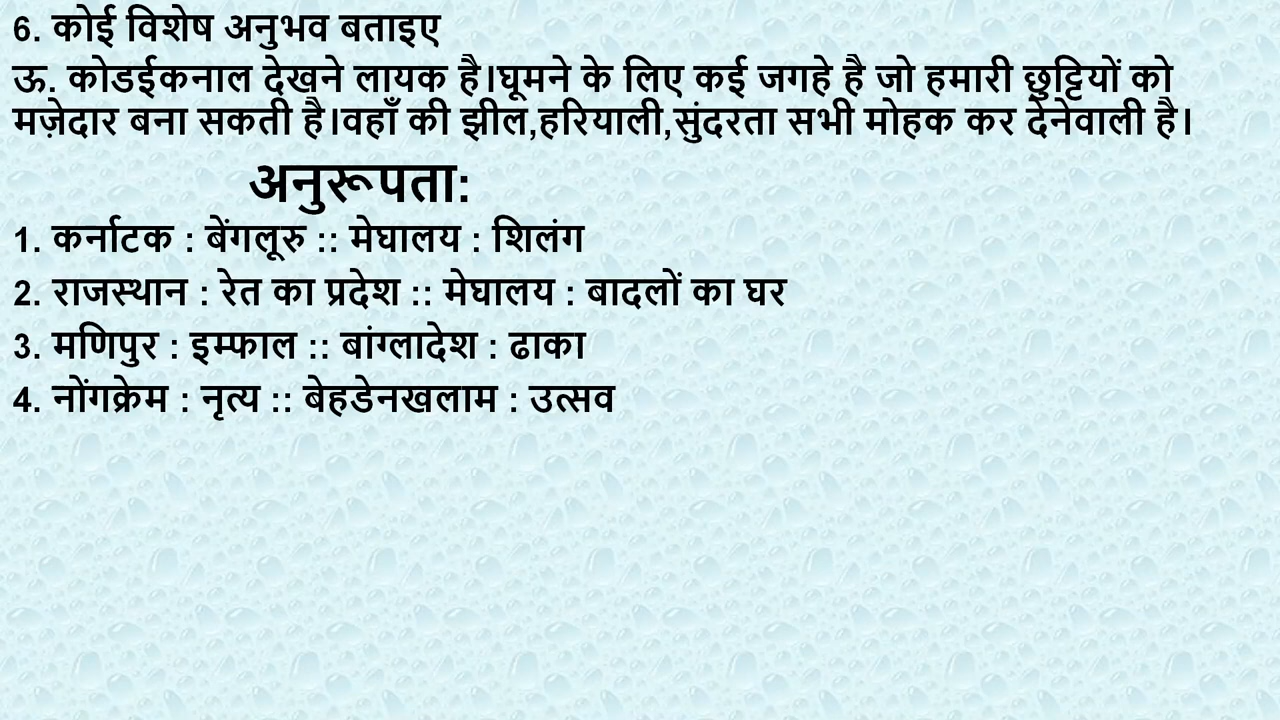 6. कोई विशेष अनुभव बताइए
ऊ. कोडईकनाल देखने लायक है।घूमने के लिए कई जगहे है जो हमारी छुट्टियों को
मज़ेदार बना सकती है।वहाँ की झील,हरियाली,सुंदरता सभी मोहक कर देनेवाली है।
अनुरूपता:
1. कर्नाटक : बेंगलूरु :: मेघालय : शिलंग
2. राजस्थान : रेत का प्रदेश :: मेघालय : बादलों का घर
3. मणिपुर : इम्फाल :: बांग्लादेश : ढाका
4. नोंगक्रेम : नृत्य :: बेहडेनखलाम : उत्सव